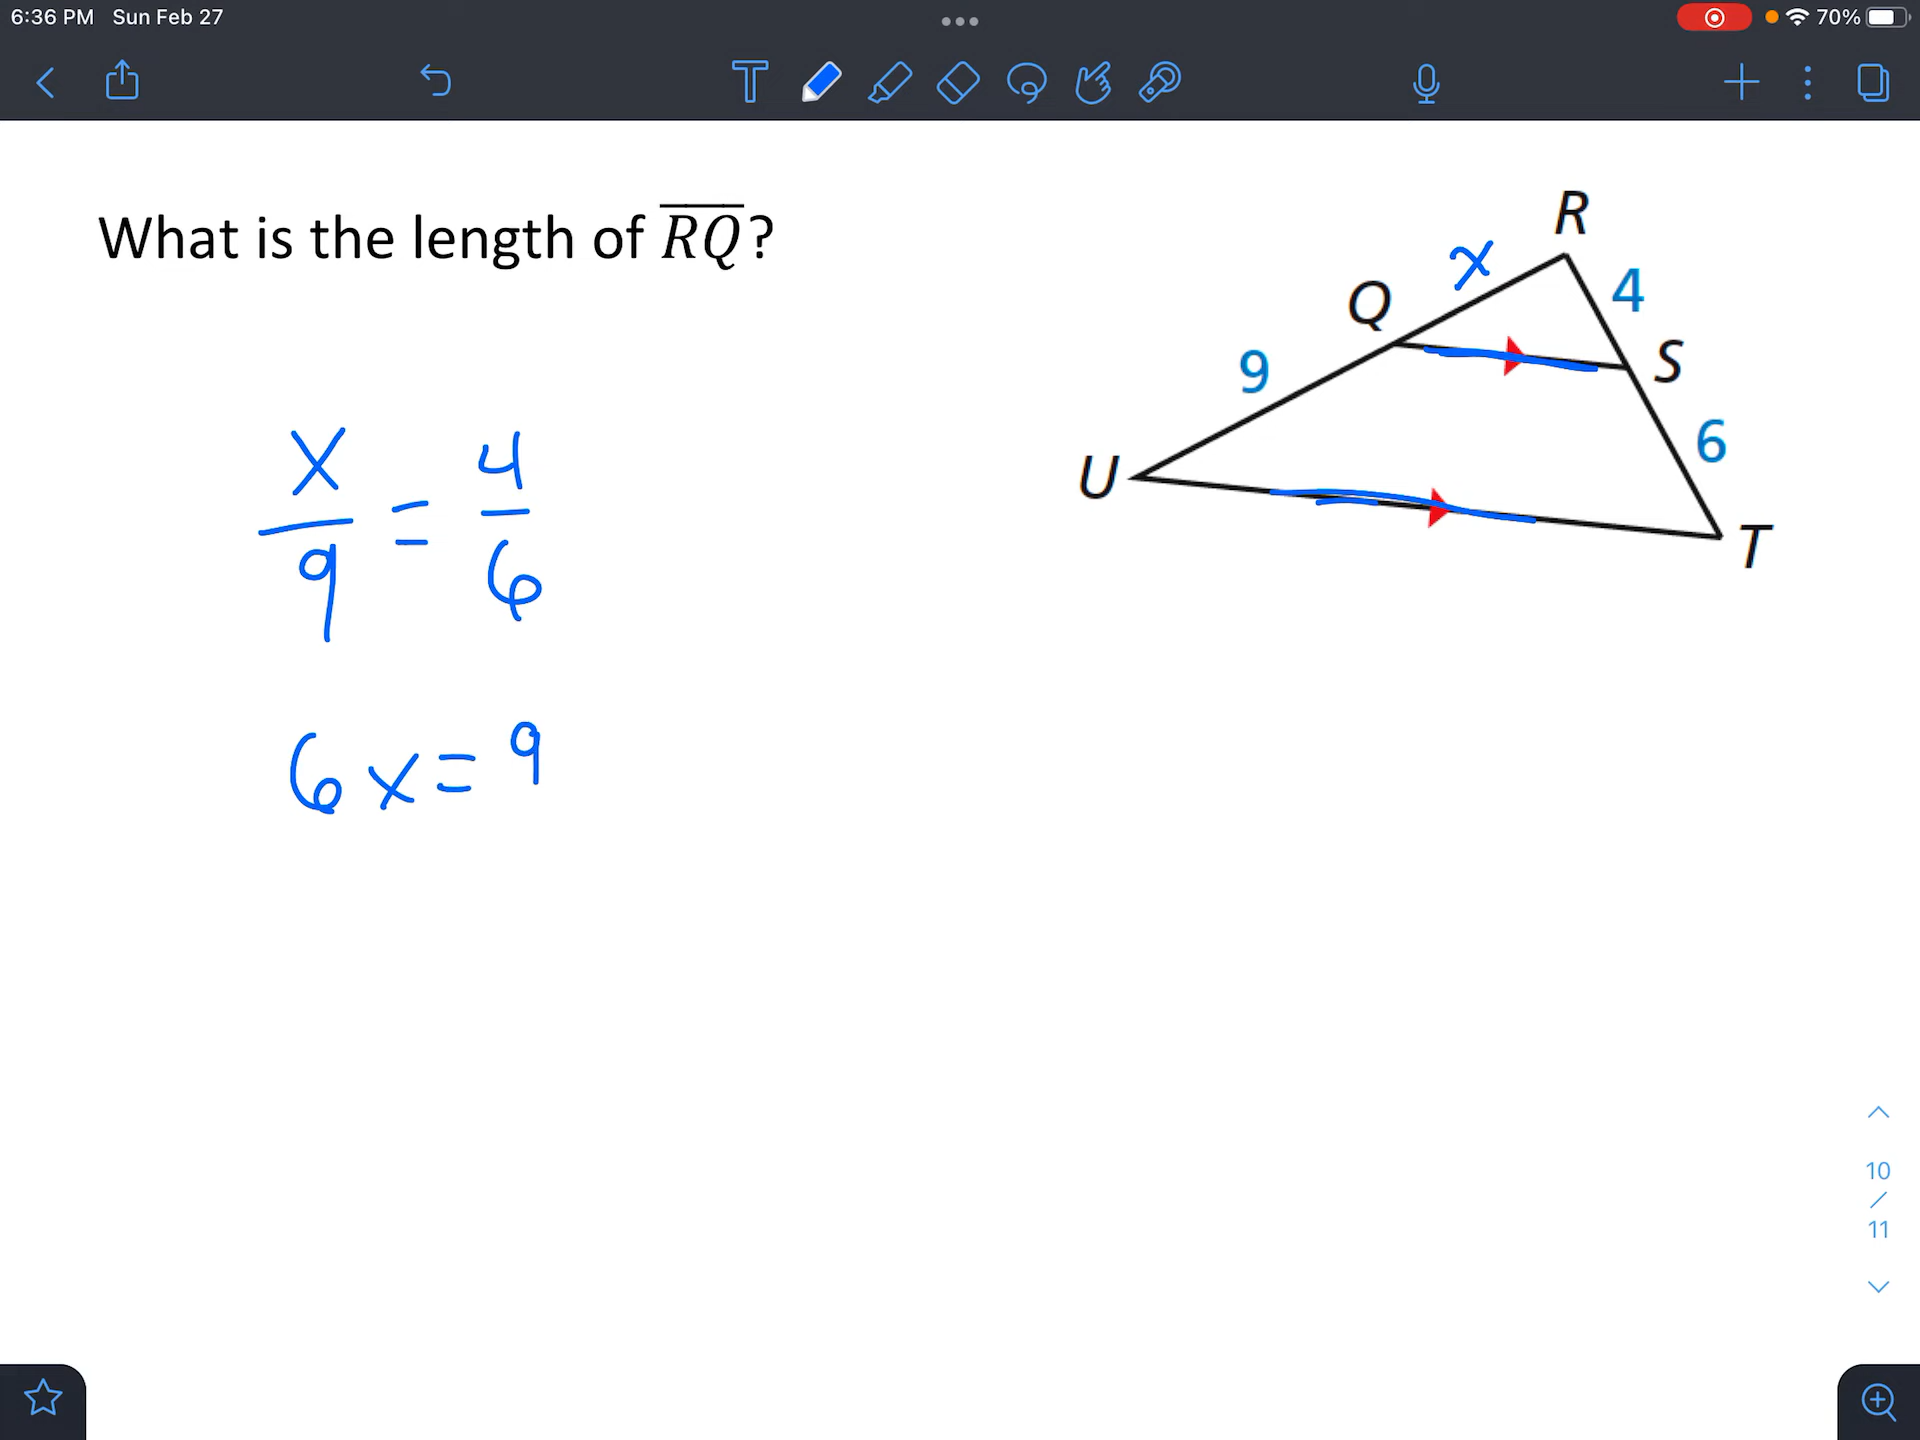 6:36 PM Sun Feb 27
70%
What is the length of RQ?
R
x
4
Q
S
9
6
U
T
x/9 = 4/6
6x = 9
10
/
11